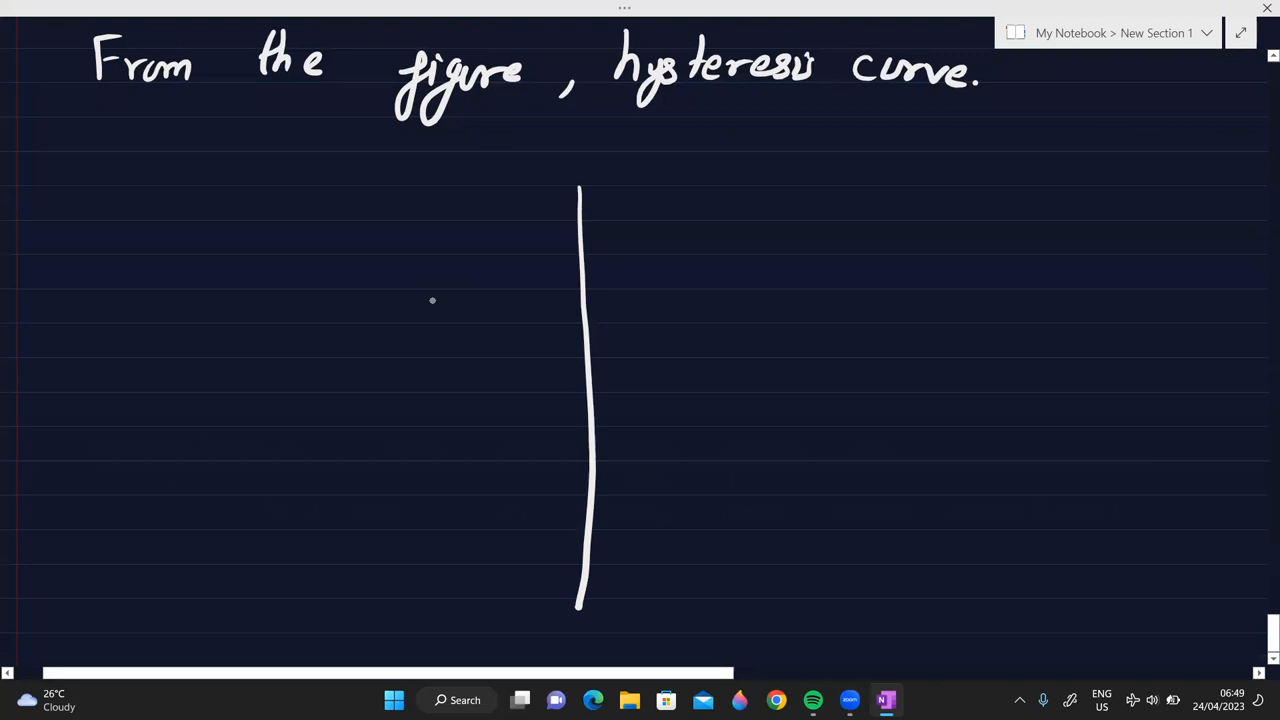 My Notebook > New Section 1
From the figure, hysteresis curve.
26°C
Cloudy
Search
zoom
ENG
US
06:49
24/04/2023